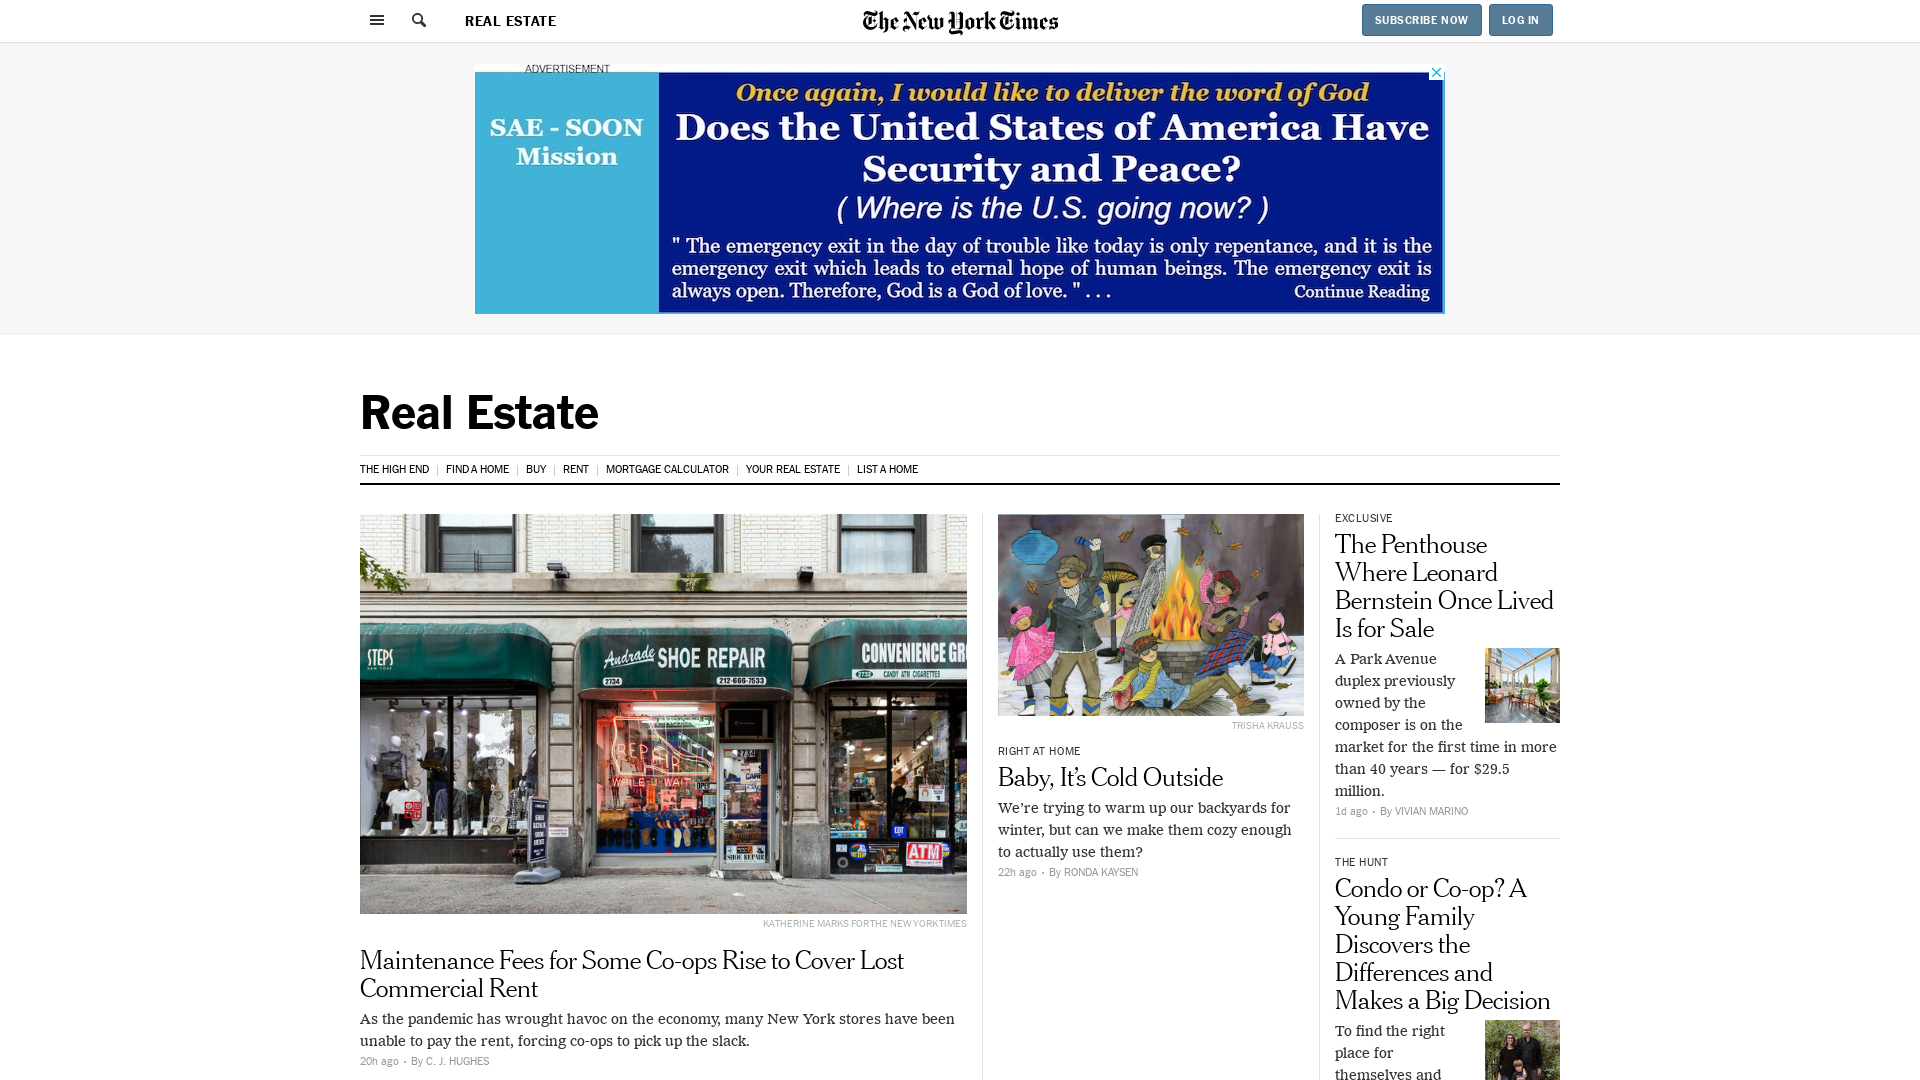 REAL ESTATE
The New York Times
SUBSCRIBE NOW
LOG IN
ADVERTISEMENT
SAE - SOON
Mission
Once again, I would like to deliver the word of God
Does the United States of America Have
Security and Peace?
( Where is the U.S. going now? )
" The emergency exit in the day of trouble like today is only repentance, and it is the
emergency exit which leads to eternal hope of human beings. The emergency exit is
always open. Therefore, God is a God of love. " . . .
Continue Reading
Real Estate
THE HIGH END
FIND A HOME
BUY
RENT
MORTGAGE CALCULATOR
YOUR REAL ESTATE
LIST A HOME
STEPS
Andrade SHOE REPAIR
2734
212-666-7533
CONVENIENCE GR
2732
CANDY ATM CIGARETTES
REPAIR
WHILE-U-WAIT
2734
SHOE REPAIR
EBT
ATM
KATHERINE MARKS FOR THE NEW YORK TIMES
Maintenance Fees for Some Co-ops Rise to Cover Lost
Commercial Rent
As the pandemic has wrought havoc on the economy, many New York stores have been
unable to pay the rent, forcing co-ops to pick up the slack.
20h ago · By C. J. HUGHES
TRISHA KRAUSS
RIGHT AT HOME
Baby, It’s Cold Outside
We’re trying to warm up our backyards for
winter, but can we make them cozy enough
to actually use them?
22h ago · By RONDA KAYSEN
EXCLUSIVE
The Penthouse
Where Leonard
Bernstein Once Lived
Is for Sale
A Park Avenue
duplex previously
owned by the
composer is on the
market for the first time in more
than 40 years — for $29.5
million.
1d ago · By VIVIAN MARINO
THE HUNT
Condo or Co-op? A
Young Family
Discovers the
Differences and
Makes a Big Decision
To find the right
place for
themselves and